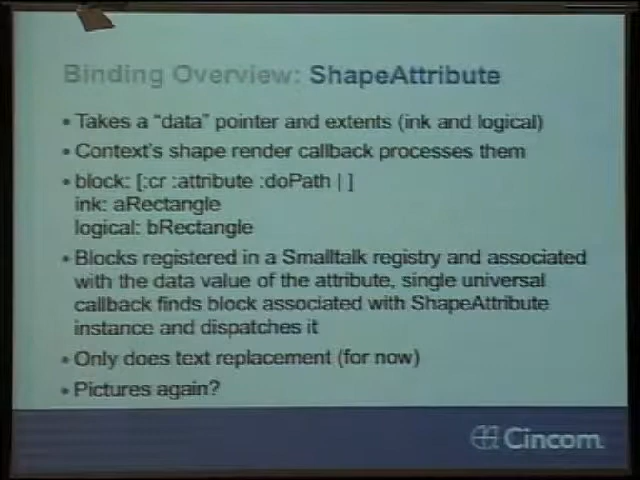 Binding Overview: ShapeAttribute
• Takes a "data" pointer and extents (ink and logical)
• Context's shape render callback processes them
• block: [:cr :attribute :doPath | ]
ink: aRectangle
logical: bRectangle
• Blocks registered in a Smalltalk registry and associated
with the data value of the attribute, single universal
callback finds block associated with ShapeAttribute
instance and dispatches it
• Only does text replacement (for now)
• Pictures again?
Cincom